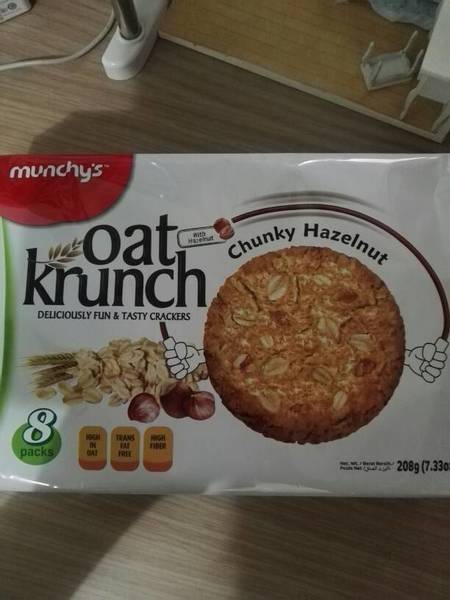 munchy's
oat
krunch
With
Hazelnut
Chunky Hazelnut
DELICIOUSLY FUN & TASTY CRACKERS
8
packs
HIGH
IN
OAT
TRANS
FAT
FREE
HIGH
FIBER
208g (7.33o